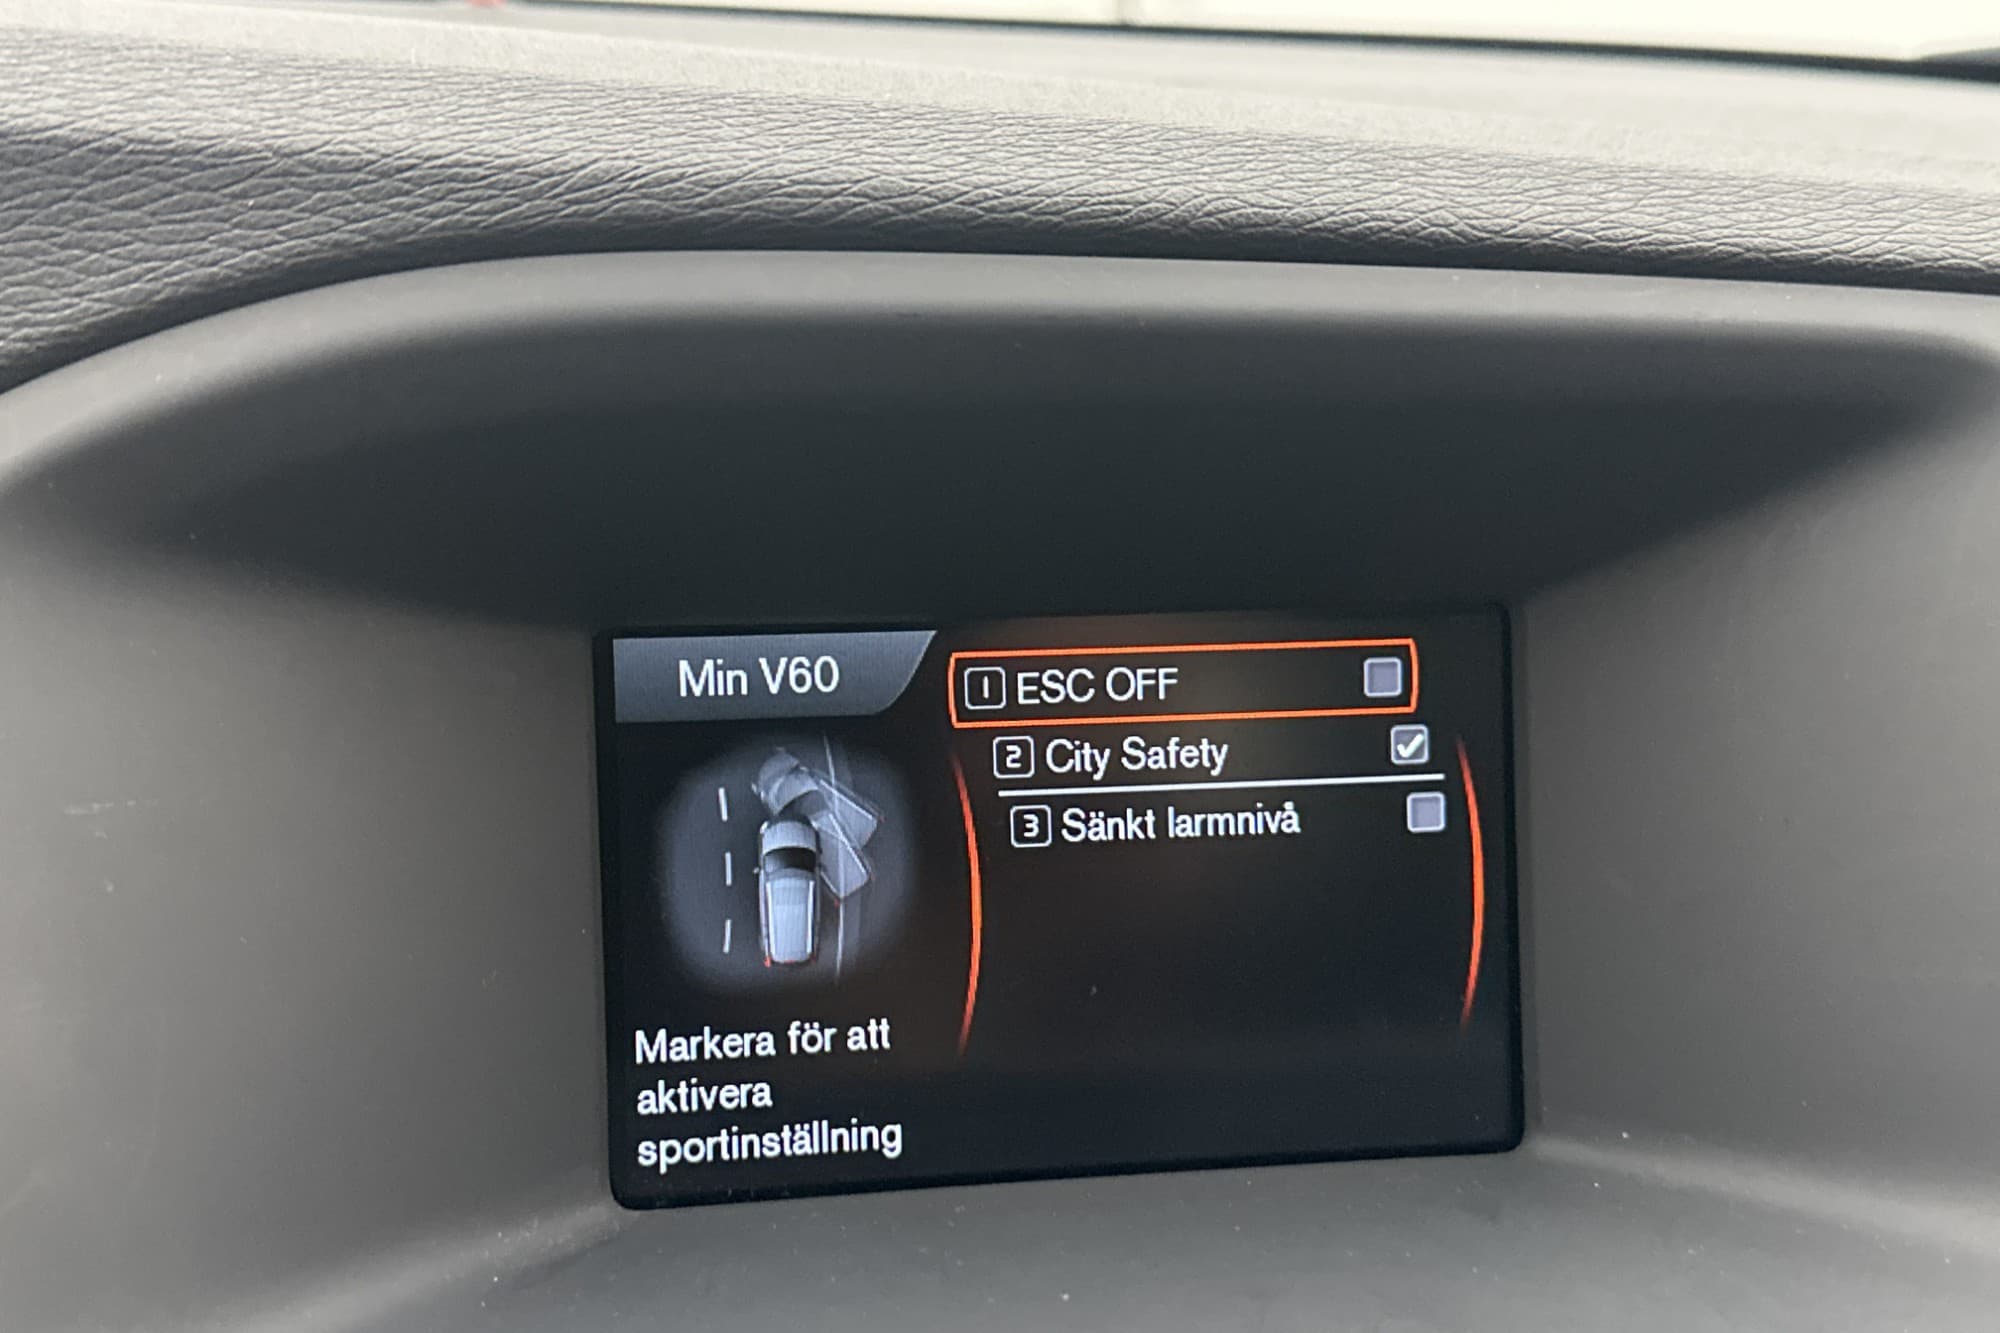 Min V60
1 ESC OFF
2 City Safety
3 Sänkt larmnivå
Markera för att
aktivera
sportinställning